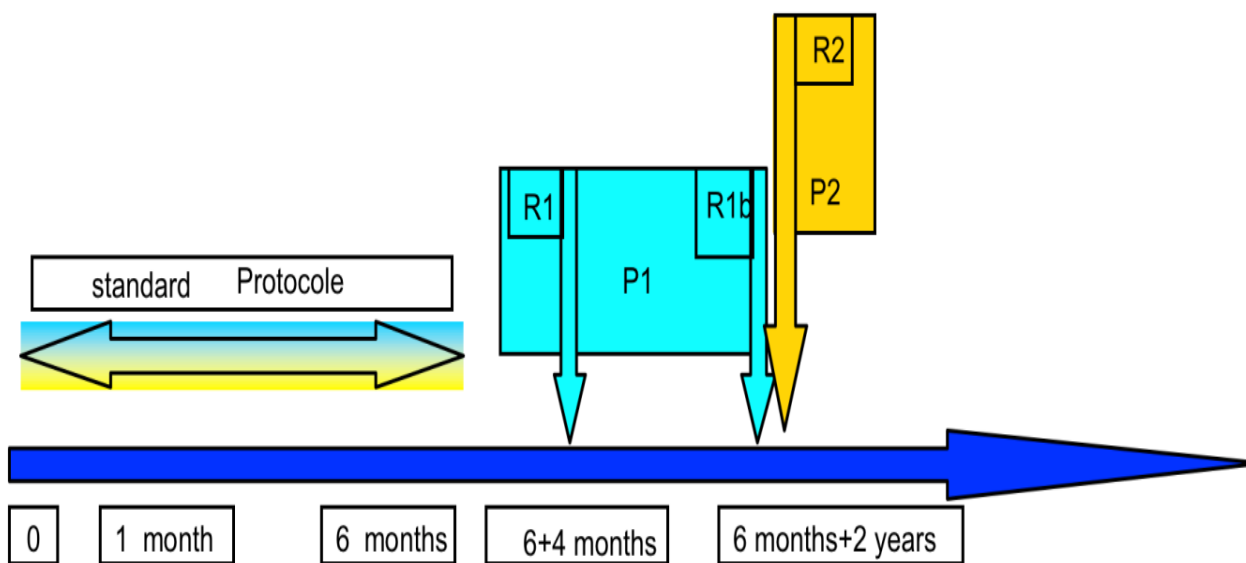 R2
P2
R1
R1b
P1
standard Protocole
0
1 month
6 months
6+4 months
6 months+2 years